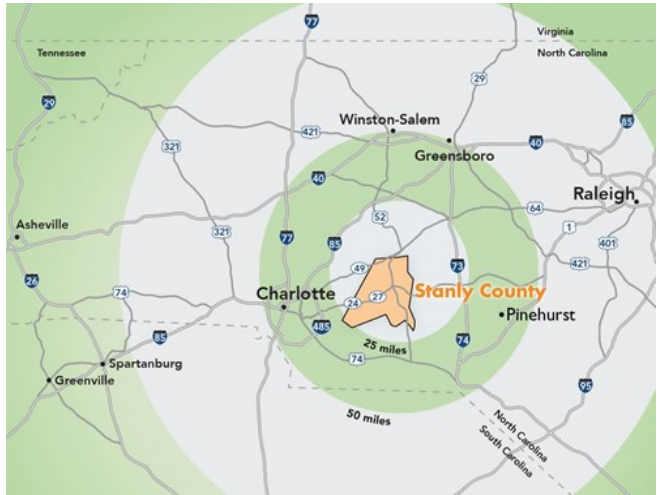 77
Virginia
Tennessee
North Carolina
29
29
Winston-Salem
85
421
321
Greensboro
40
40
Raleigh
64
52
1
Asheville
321
77
85
401
421
49
73
26
74
Charlotte
24
27
Stanly County
Pinehurst
485
85
74
25 miles
74
Spartanburg
Greenville
95
50 miles
North Carolina
South Carolina